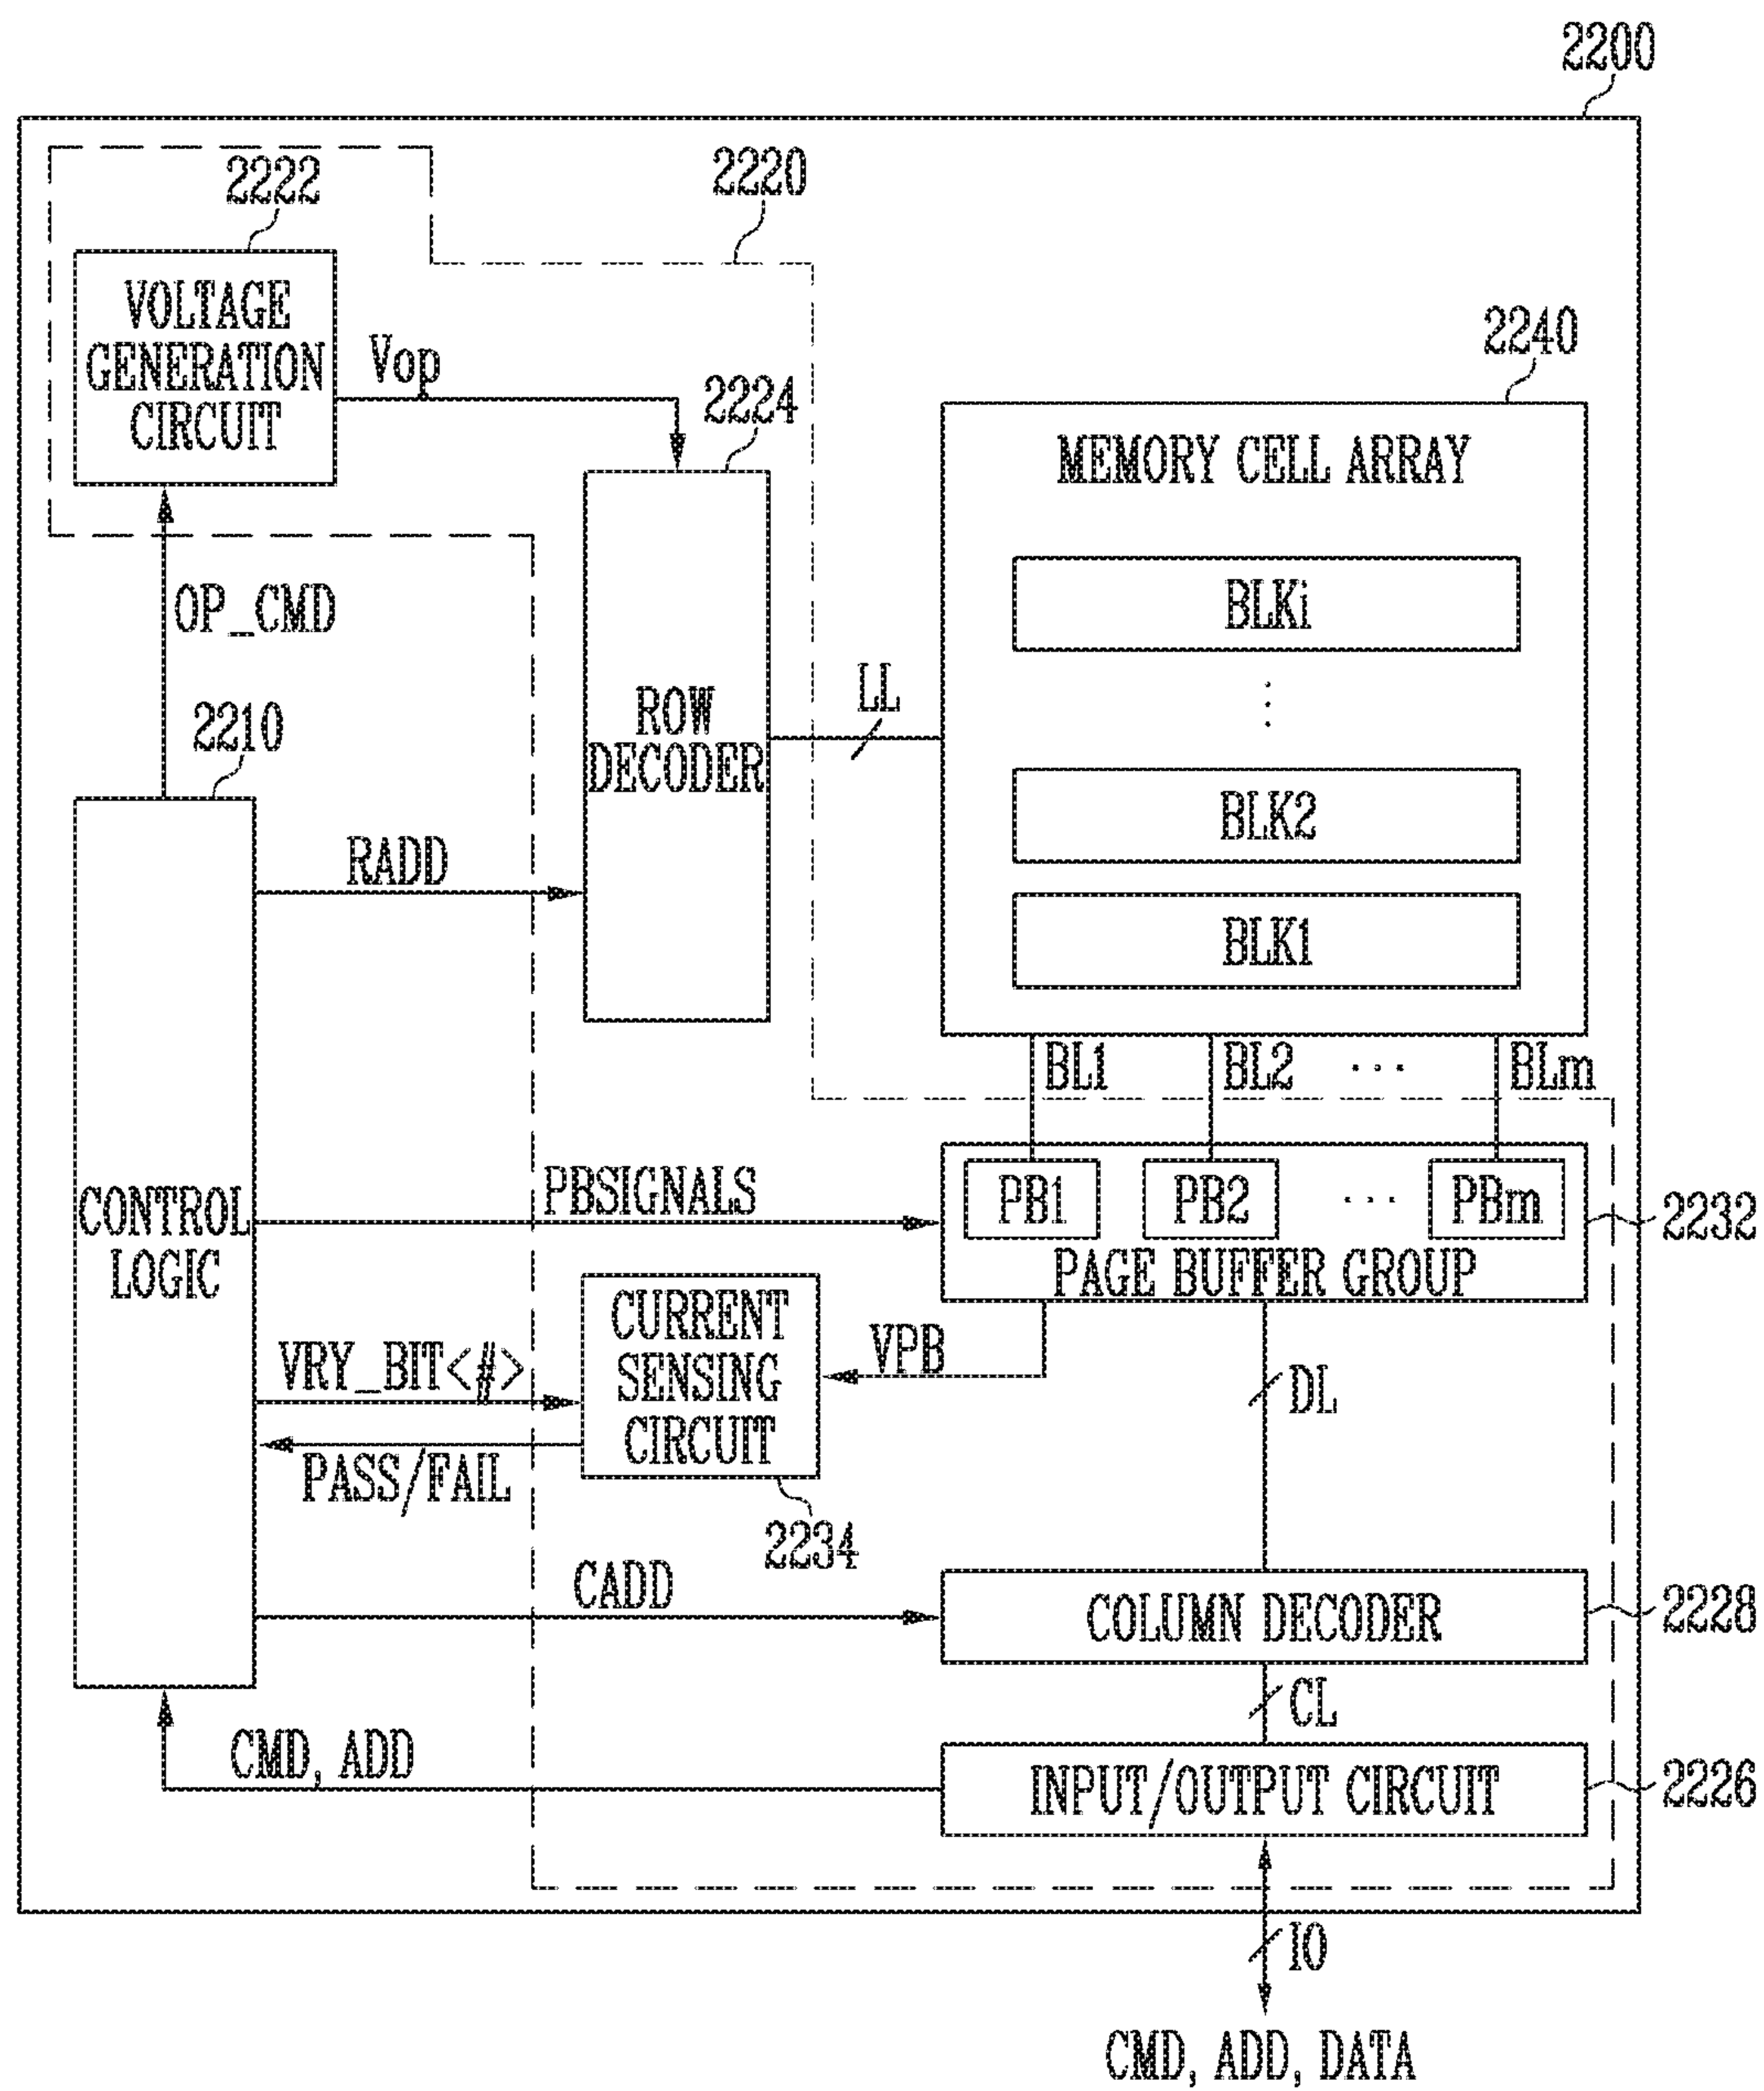 2200
2222
2220
VOLTAGE
GENERATION
CIRCUIT
Vop
2224
2240
MEMORY CELL ARRAY
BLKi
⋮
BLK2
BLK1
OP_CMD
LL
ROW
DECODER
2210
RADD
BL1 BL2 ··· BLm
PBSIGNALS
PB1 PB2 ··· PBm
PAGE BUFFER GROUP
2232
CONTROL
LOGIC
CURRENT
SENSING
CIRCUIT
VPB
DL
VRY_BIT<#>
PASS/FAIL
2234
CADD
COLUMN DECODER
2228
CL
CMD, ADD
INPUT/OUTPUT CIRCUIT
2226
IO
CMD, ADD, DATA